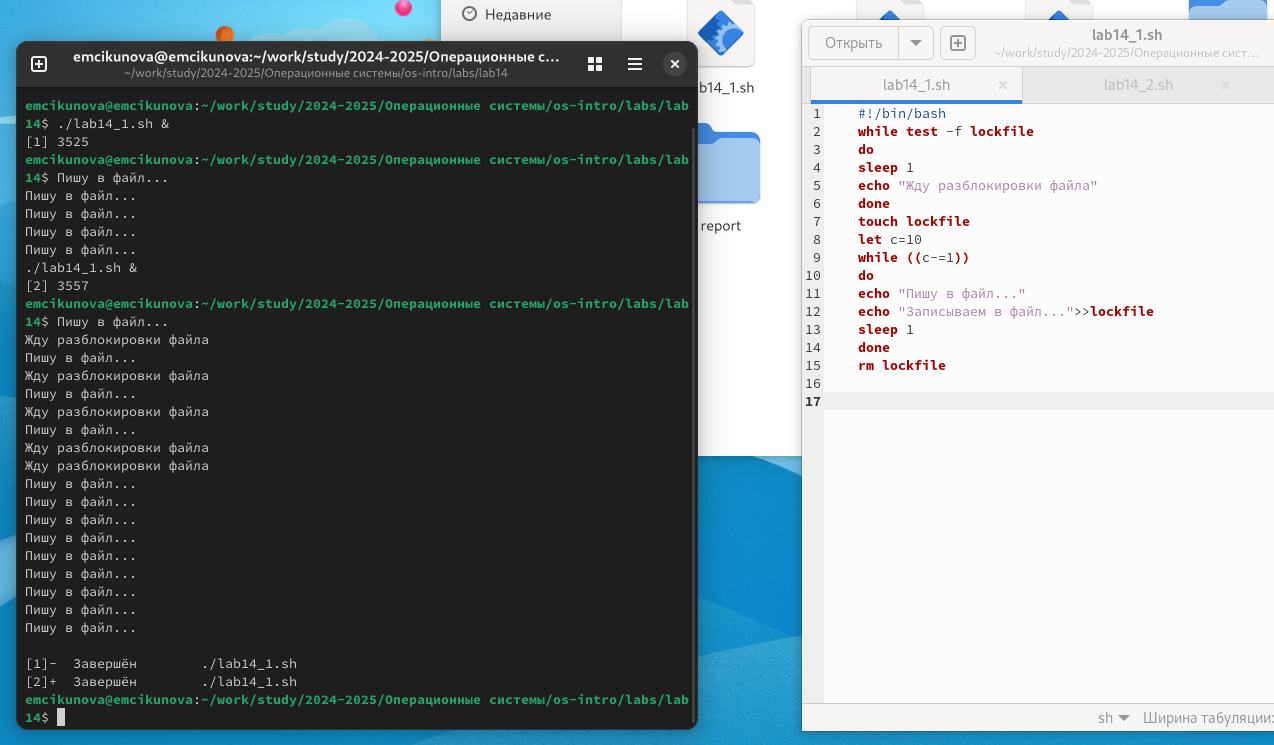 Недавние
b14_1.sh
report
emcikunova@emcikunova:~/work/study/2024-2025/Операционные с...
~/work/study/2024-2025/Операционные системы/os-intro/labs/lab14
emcikunova@emcikunova:~/work/study/2024-2025/Операционные системы/os-intro/labs/lab
14$ ./lab14_1.sh &
[1] 3525
emcikunova@emcikunova:~/work/study/2024-2025/Операционные системы/os-intro/labs/lab
14$ Пишу в файл...
Пишу в файл...
Пишу в файл...
Пишу в файл...
Пишу в файл...
./lab14_1.sh &
[2] 3557
emcikunova@emcikunova:~/work/study/2024-2025/Операционные системы/os-intro/labs/lab
14$ Пишу в файл...
Жду разблокировки файла
Пишу в файл...
Жду разблокировки файла
Пишу в файл...
Жду разблокировки файла
Пишу в файл...
Жду разблокировки файла
Жду разблокировки файла
Пишу в файл...
Пишу в файл...
Пишу в файл...
Пишу в файл...
Пишу в файл...
Пишу в файл...
Пишу в файл...
Пишу в файл...
Пишу в файл...
[1]-  Завершён        ./lab14_1.sh
[2]+  Завершён        ./lab14_1.sh
emcikunova@emcikunova:~/work/study/2024-2025/Операционные системы/os-intro/labs/lab
14$
Открыть
lab14_1.sh
~/work/study/2024-2025/Операционные сист...
lab14_1.sh
lab14_2.sh
1 #!/bin/bash
2 while test -f lockfile
3 do
4 sleep 1
5 echo "Жду разблокировки файла"
6 done
7 touch lockfile
8 let c=10
9 while ((c-=1))
10 do
11 echo "Пишу в файл..."
12 echo "Записываем в файл...">>lockfile
13 sleep 1
14 done
15 rm lockfile
16
17
sh
Ширина табуляции: